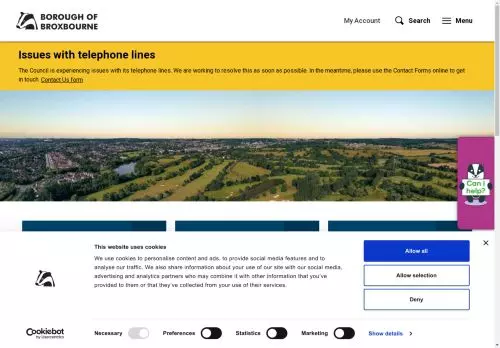 BOROUGH OF
BROXBOURNE
My Account
Search
Menu
Issues with telephone lines
The Council is experiencing issues with its telephone lines. We are working to resolve this as soon as possible. In the meantime, please use the Contact Forms online to
get in touch. Contact Us form
Can I
help?
This website uses cookies
We use cookies to personalise content and ads, to provide social media features and to
analyse our traffic. We also share information about your use of our site with our social media,
advertising and analytics partners who may combine it with other information that you've
provided to them or that they've collected from your use of their services.
Allow all
Allow selection
Deny
Cookiebot
by Usercentrics
Necessary
Preferences
Statistics
Marketing
Show details